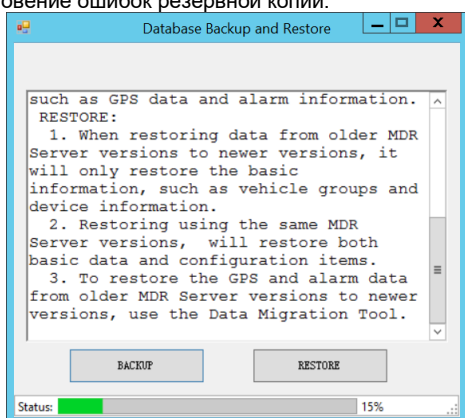 овение ошибок резервной копии.
Database Backup and Restore
such as GPS data and alarm information.
RESTORE:
1. When restoring data from older MDR
Server versions to newer versions, it
will only restore the basic
information, such as vehicle groups and
device information.
2. Restoring using the same MDR
Server versions, will restore both
basic data and configuration items.
3. To restore the GPS and alarm data
from older MDR Server versions to newer
versions, use the Data Migration Tool.
BACKUP RESTORE
Status: 15%